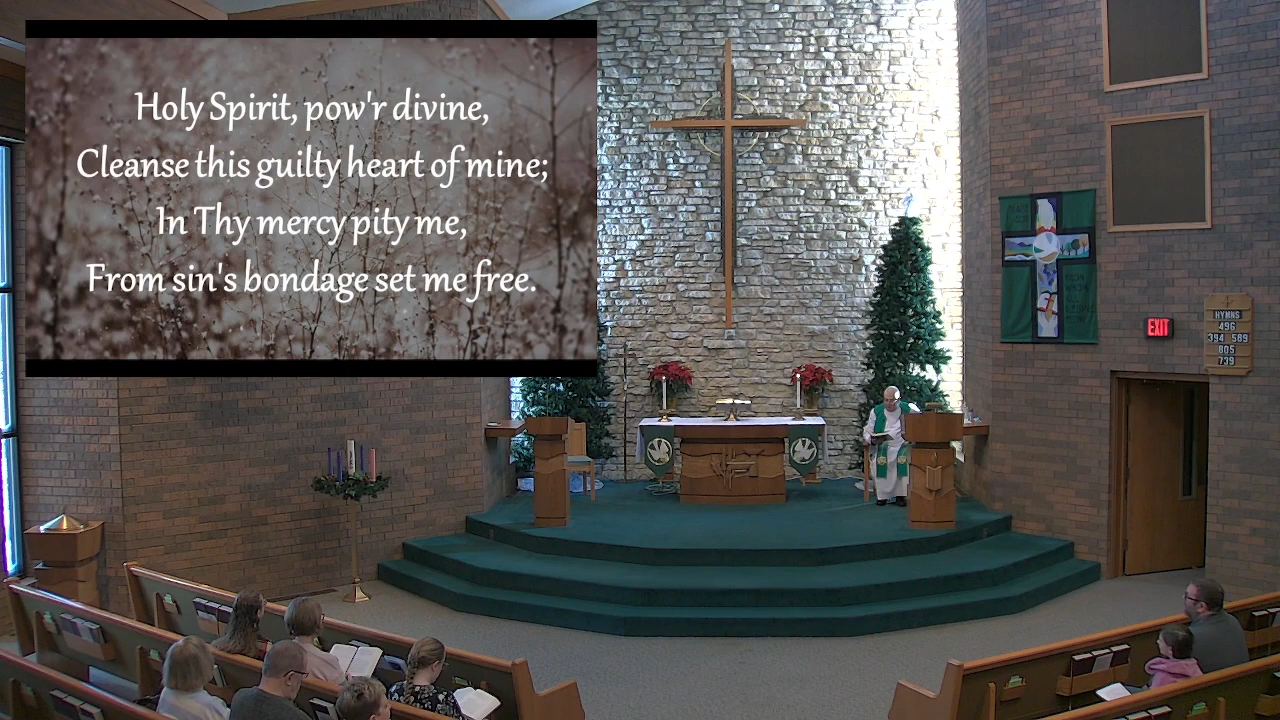 Holy Spirit, pow'r divine,
Cleanse this guilty heart of mine;
In Thy mercy pity me,
From sin's bondage set me free.
EXIT
HYMNS
496
394 589
805
739